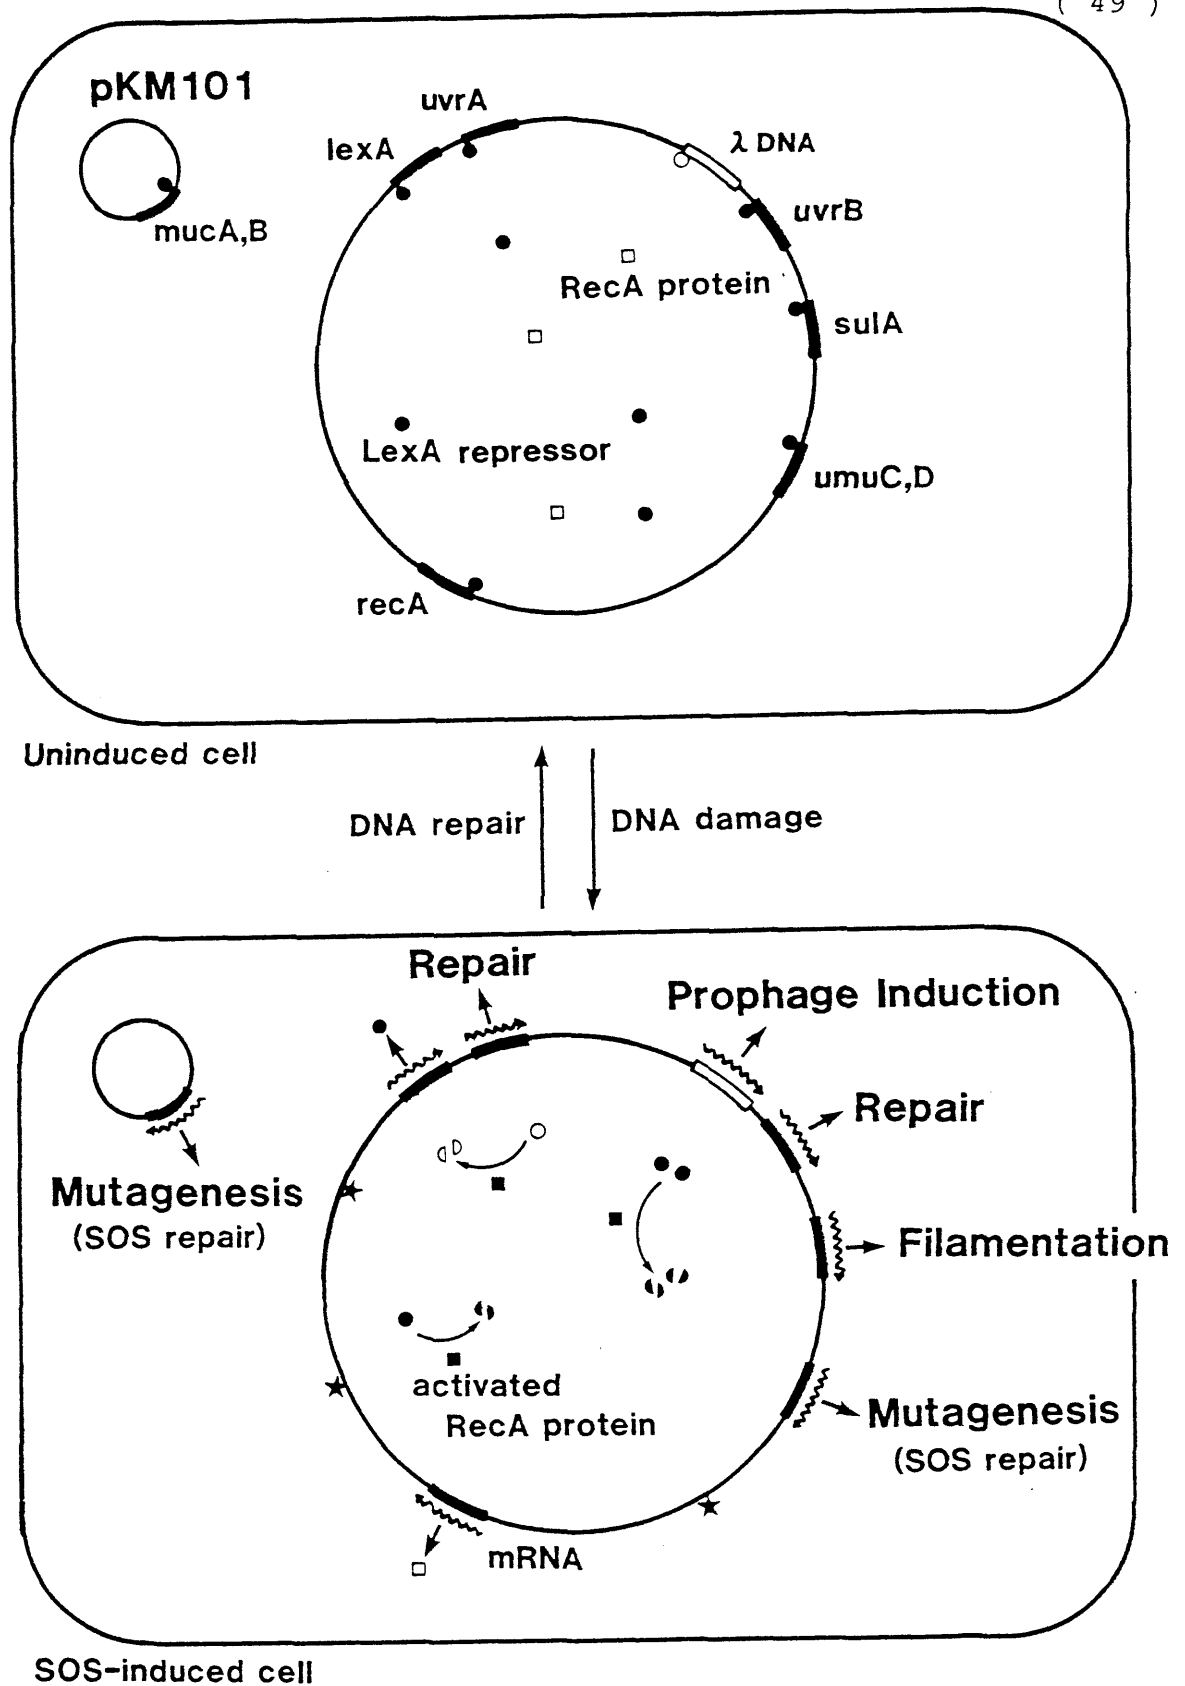 ( 49 )
pKM101
uvrA
lexA
λ DNA
mucA,B
uvrB
RecA protein
sulA
LexA repressor
umuC,D
recA
Uninduced cell
DNA repair
DNA damage
Repair
Prophage Induction
Repair
Mutagenesis
(SOS repair)
Filamentation
activated
RecA protein
Mutagenesis
(SOS repair)
mRNA
SOS-induced cell